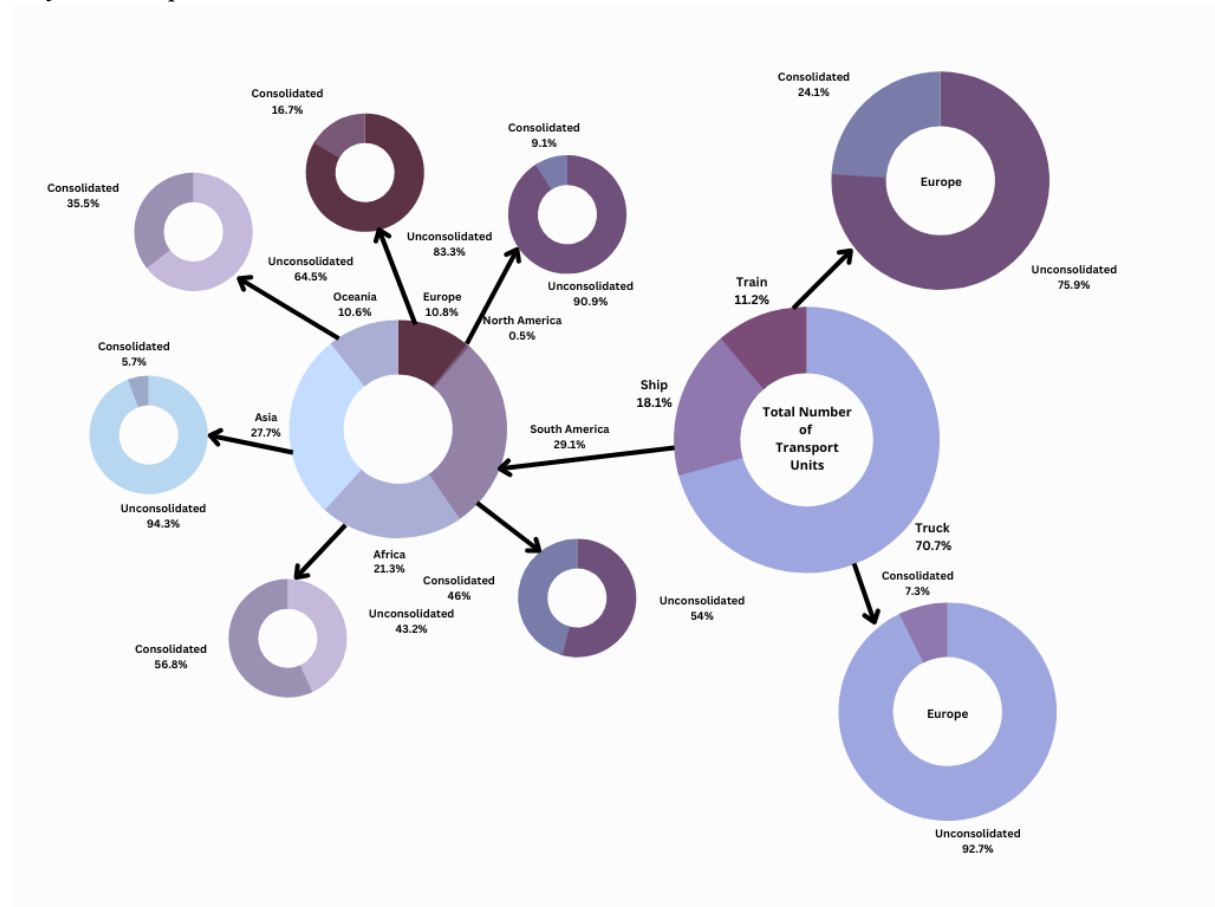 Consolidated
24.1%
Europe
Unconsolidated
75.9%
Consolidated
16.7%
Unconsolidated
83.3%
Consolidated
9.1%
Unconsolidated
90.9%
Consolidated
35.5%
Unconsolidated
64.5%
Oceania
10.6%
Europe
10.8%
North America
0.5%
Train
11.2%
Consolidated
5.7%
Unconsolidated
94.3%
Asia
27.7%
South America
29.1%
Ship
18.1%
Total Number
of
Transport
Units
Truck
70.7%
Africa
21.3%
Consolidated
46%
Unconsolidated
54%
Unconsolidated
43.2%
Consolidated
56.8%
Consolidated
7.3%
Europe
Unconsolidated
92.7%